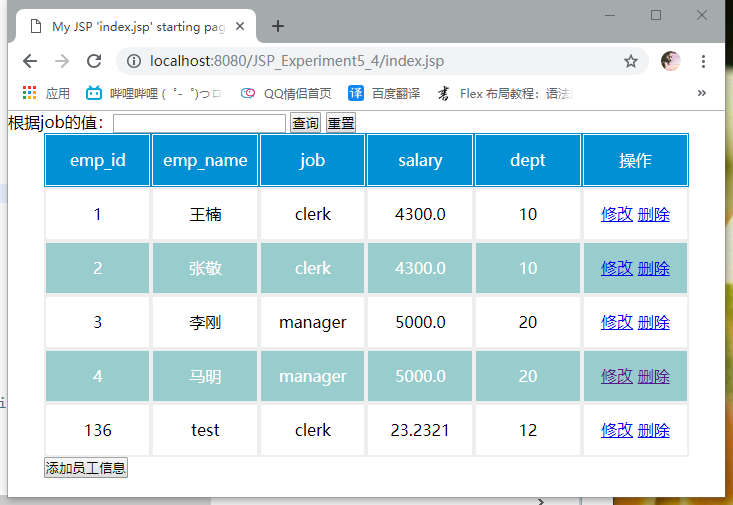 My JSP 'index.jsp' starting pag
localhost:8080/JSP_Experiment5_4/index.jsp
应用 哔哩哔哩 ( ゜- ゜)つロ QQ情侣首页 译 百度翻译 书 Flex 布局教程：语法 »
根据job的值： 查询 重置
emp_id emp_name job salary dept 操作
1 王楠 clerk 4300.0 10 修改 删除
2 张敬 clerk 4300.0 10 修改 删除
3 李刚 manager 5000.0 20 修改 删除
4 马明 manager 5000.0 20 修改 删除
136 test clerk 23.2321 12 修改 删除
添加员工信息